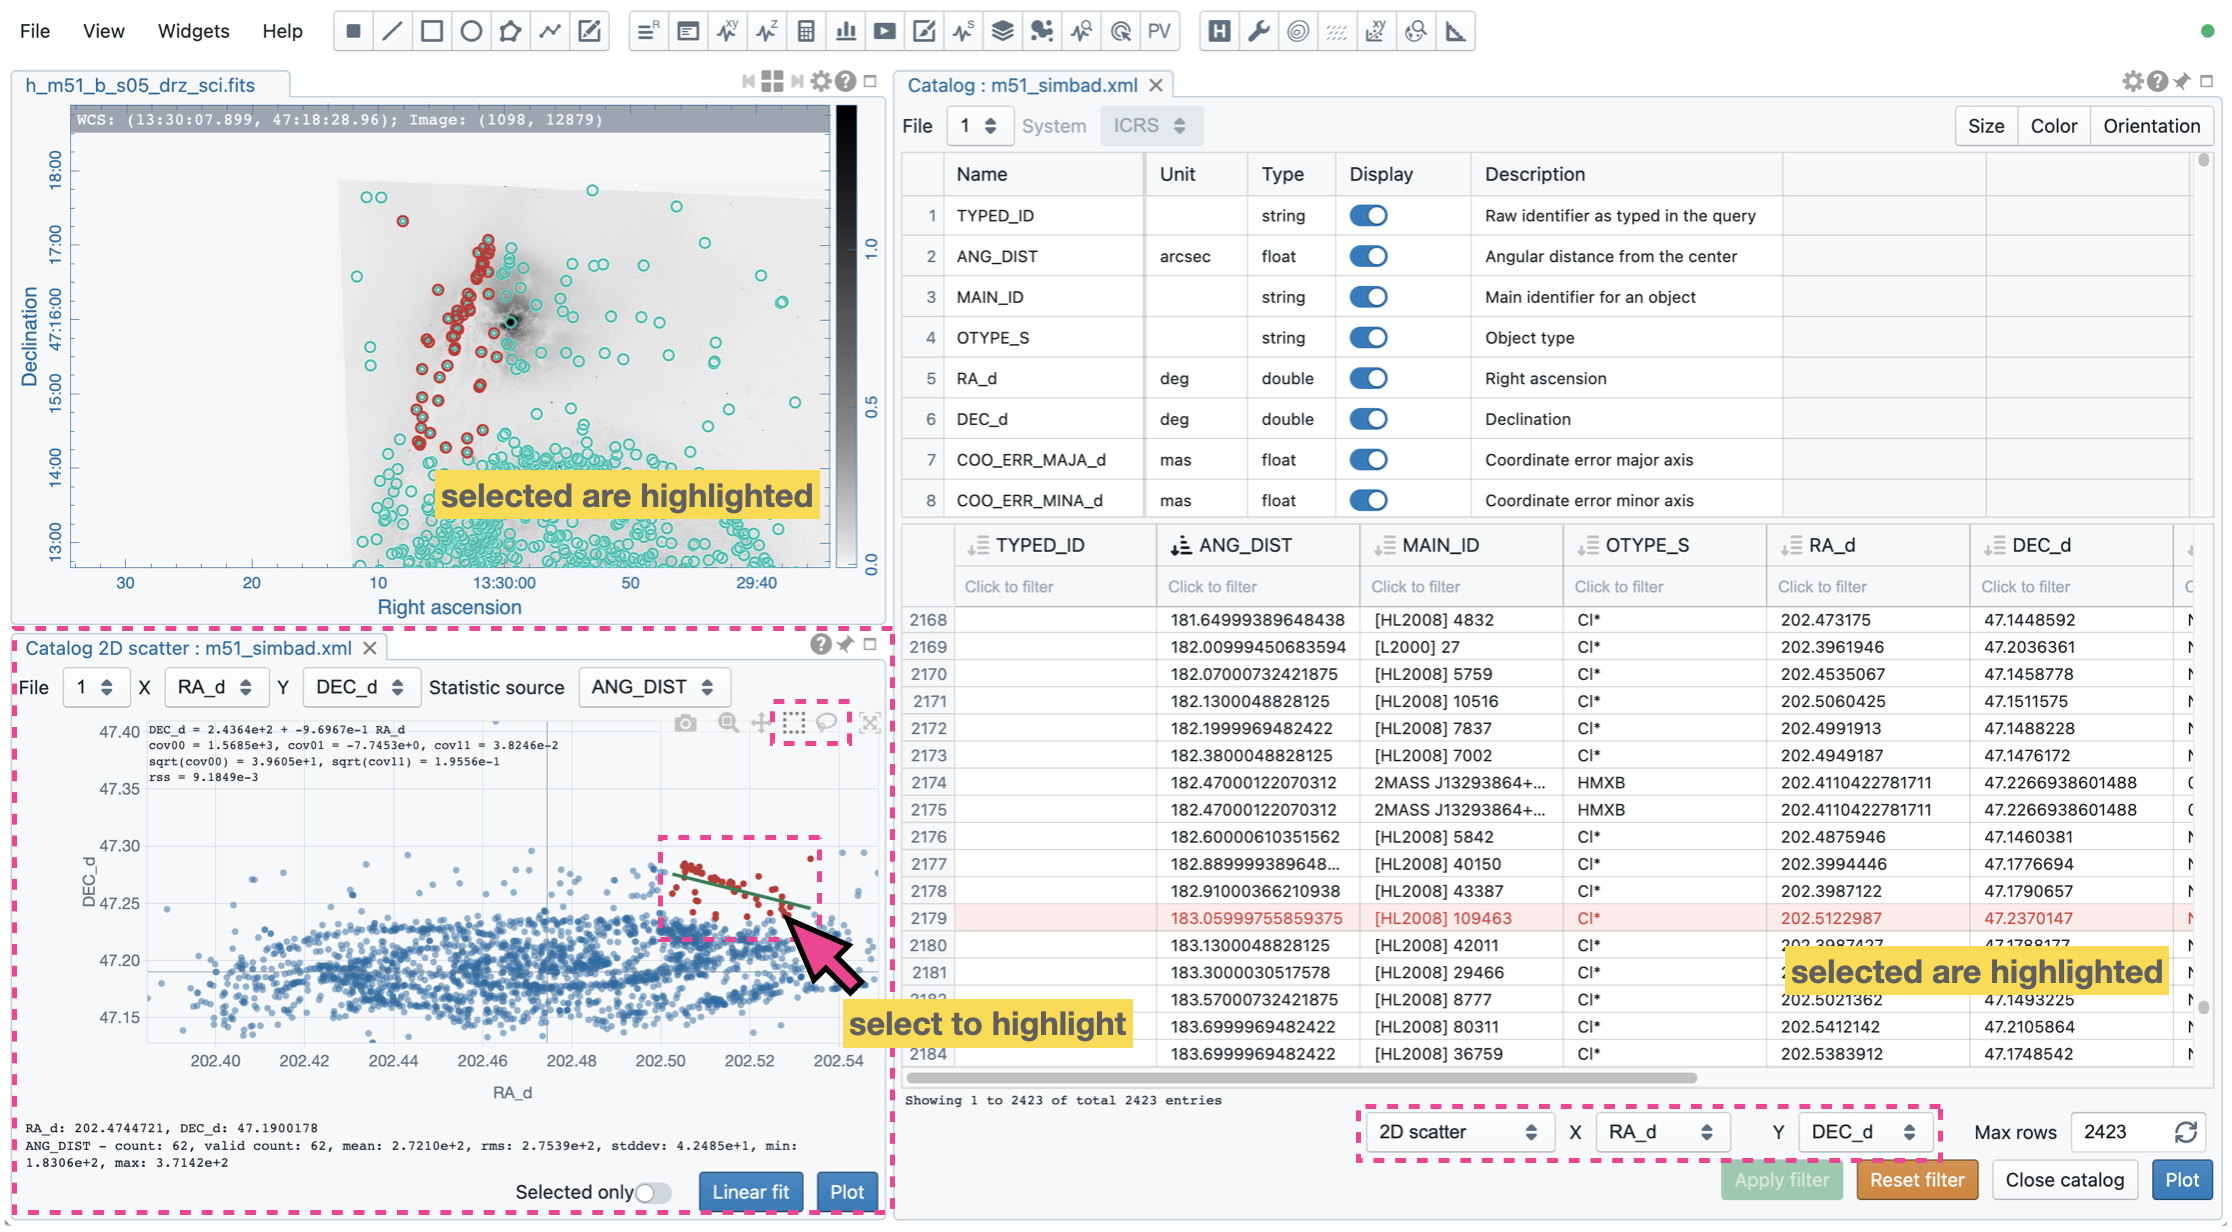 File View Widgets Help
PV
h_m51_b_s05_drz_sci.fits
WCS: (13:30:07.899, 47:18:28.96); Image: (1098, 12879)
Declination
18:00
17:00
47:16:00
15:00
14:00
13:00
1.0
0.5
0.0
selected are highlighted
30 20 10 13:30:00 50 29:40
Right ascension
Catalog 2D scatter : m51_simbad.xml
File 1 X RA_d Y DEC_d Statistic source ANG_DIST
DEC_d = 2.4364e+2 + -9.6967e-1 RA_d
cov00 = 1.5685e+3, cov01 = -7.7453e+0, cov11 = 3.8246e-2
sqrt(cov00) = 3.9605e+1, sqrt(cov11) = 1.9556e-1
rss = 9.1849e-3
47.40
47.35
47.30
47.25
47.20
47.15
DEC_d
202.40 202.42 202.44 202.46 202.48 202.50 202.52 202.54
RA_d
select to highlight
RA_d: 202.4744721, DEC_d: 47.1900178
ANG_DIST - count: 62, valid count: 62, mean: 2.7210e+2, rms: 2.7539e+2, stddev: 4.2485e+1, min:
1.8306e+2, max: 3.7142e+2
Selected only Linear fit Plot
Catalog : m51_simbad.xml
File 1 System ICRS Size Color Orientation
Name Unit Type Display Description
1 TYPED_ID string Raw identifier as typed in the query
2 ANG_DIST arcsec float Angular distance from the center
3 MAIN_ID string Main identifier for an object
4 OTYPE_S string Object type
5 RA_d deg double Right ascension
6 DEC_d deg double Declination
7 COO_ERR_MAJA_d mas float Coordinate error major axis
8 COO_ERR_MINA_d mas float Coordinate error minor axis
TYPED_ID ANG_DIST MAIN_ID OTYPE_S RA_d DEC_d
Click to filter Click to filter Click to filter Click to filter Click to filter Click to filter
2168 181.64999389648438 [HL2008] 4832 Cl* 202.473175 47.1448592
2169 182.00999450683594 [L2000] 27 Cl* 202.3961946 47.2036361
2170 182.07000732421875 [HL2008] 5759 Cl* 202.4535067 47.1458778
2171 182.1300048828125 [HL2008] 10516 Cl* 202.5060425 47.1511575
2172 182.1999969482422 [HL2008] 7837 Cl* 202.4991913 47.1488228
2173 182.3800048828125 [HL2008] 7002 Cl* 202.4949187 47.1476172
2174 182.47000122070312 2MASS J13293864+... HMXB 202.4110422781711 47.2266938601488
2175 182.47000122070312 2MASS J13293864+... HMXB 202.4110422781711 47.2266938601488
2176 182.60000610351562 [HL2008] 5842 Cl* 202.4875946 47.1460381
2177 182.889999389648... [HL2008] 40150 Cl* 202.3994446 47.1776694
2178 182.91000366210938 [HL2008] 43387 Cl* 202.3987122 47.1790657
2179 183.05999755859375 [HL2008] 109463 Cl* 202.5122987 47.2370147
2180 183.1300048828125 [HL2008] 42011 Cl* 202.3987427 47.1788177
2181 183.3000030517578 [HL2008] 29466 Cl*
selected are highlighted
183.57000732421875 [HL2008] 8777 Cl* 202.5021362 47.1493225
183.6999969482422 [HL2008] 80311 Cl* 202.5412142 47.2105864
2184 183.6999969482422 [HL2008] 36759 Cl* 202.5383912 47.1748542
Showing 1 to 2423 of total 2423 entries
2D scatter X RA_d Y DEC_d Max rows 2423
Apply filter Reset filter Close catalog Plot